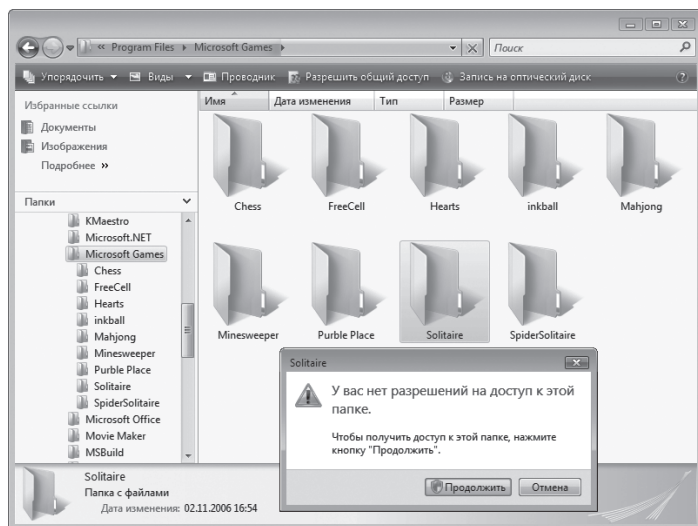 « Program Files ▸ Microsoft Games ▸
Поиск
Упорядочить ▾ Виды ▾ Проводник Разрешить общий доступ Запись на оптический диск ?
Избранные ссылки
Документы
Изображения
Подробнее »
Папки
KMaestro
Microsoft.NET
Microsoft Games
Chess
FreeCell
Hearts
inkball
Mahjong
Minesweeper
Purble Place
Solitaire
SpiderSolitaire
Microsoft Office
Movie Maker
MSBuild
Имя Дата изменения Тип Размер
Chess FreeCell Hearts inkball Mahjong
Minesweeper Purble Place Solitaire SpiderSolitaire
Solitaire
У вас нет разрешений на доступ к этой
папке.
Чтобы получить доступ к этой папке, нажмите
кнопку "Продолжить".
Продолжить Отмена
Solitaire
Папка с файлами
Дата изменения: 02.11.2006 16:54